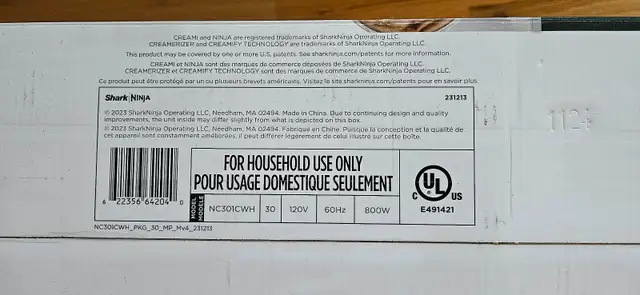 CREAMI and NINJA are registered trademarks of SharkNinja Operating LLC.
CREAMERIZER and CREAMIFY TECHNOLOGY are trademarks of SharkNinja Operating LLC.
This product may be covered by one or more U.S. patents. See sharkninja.com/patents for more information.
CREAMI et NINJA sont des marques de commerce déposées de SharkNinja Operating LLC.
CREAMERIZER et CREAMIFY TECHNOLOGY sont des marques de commerce de SharkNinja Operating LLC.
Ce produit peut être protégé par un ou plusieurs brevets américains. Visitez le site sharkninja.com/patents pour en savoir plus.
Shark|NINJA 231213
© 2023 SharkNinja Operating LLC, Needham, MA 02494. Made in China. Due to continuing design and quality
improvements, the unit inside may differ slightly from what is depicted on this box.
© 2023 SharkNinja Operating LLC, Needham, MA 02494. Fabriqué en Chine. Puisque la conception et la qualité de
cet appareil sont constamment améliorées, il peut différer légèrement de celui illustré sur cette boîte.
FOR HOUSEHOLD USE ONLY
POUR USAGE DOMESTIQUE SEULEMENT
MODEL
MODÈLE
NC301CWH 30 120V 60Hz 800W
C UL US
E491421
6 22356 64204 0
NC301CWH_PKG_30_MP_Mv4_231213